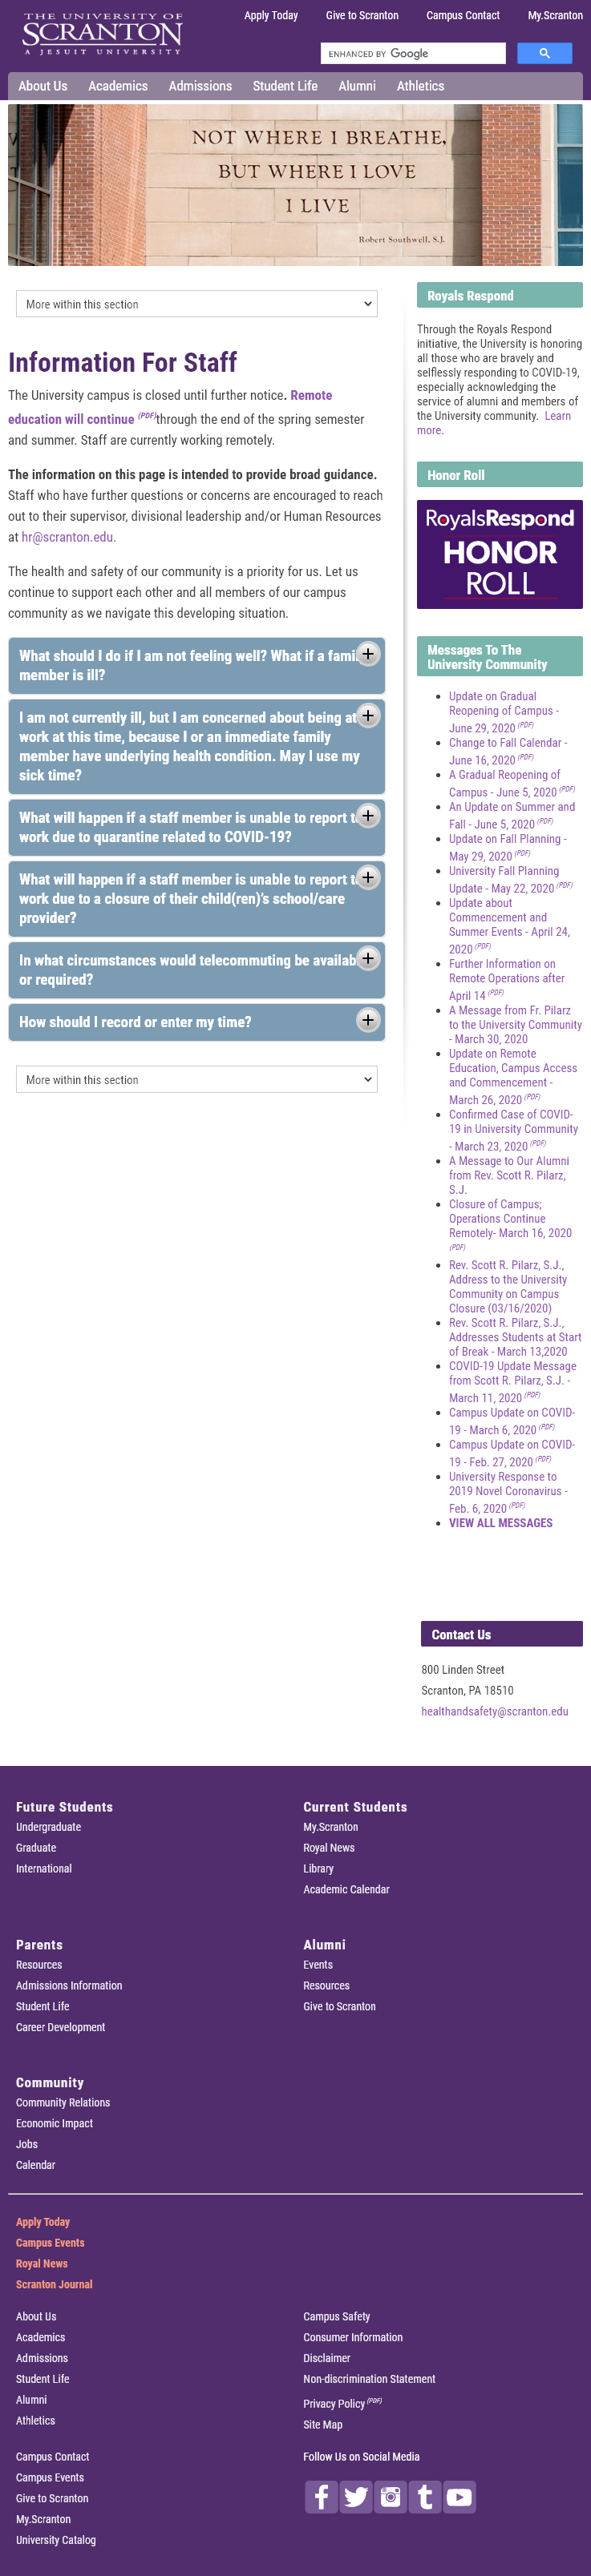 THE UNIVERSITY OF
SCRANTON
A JESUIT UNIVERSITY
Apply Today Give to Scranton Campus Contact My.Scranton
ENHANCED BY Google
About Us Academics Admissions Student Life Alumni Athletics
NOT WHERE I BREATHE,
BUT WHERE I LOVE
I LIVE
Robert Southwell, S.J.
More within this section
Information For Staff
The University campus is closed until further notice. Remote
education will continue (PDF)through the end of the spring semester
and summer. Staff are currently working remotely.
The information on this page is intended to provide broad guidance.
Staff who have further questions or concerns are encouraged to reach
out to their supervisor, divisional leadership and/or Human Resources
at hr@scranton.edu.
The health and safety of our community is a priority for us. Let us
continue to support each other and all members of our campus
community as we navigate this developing situation.
What should I do if I am not feeling well? What if a family
member is ill?
I am not currently ill, but I am concerned about being at
work at this time, because I or an immediate family
member have underlying health condition. May I use my
sick time?
What will happen if a staff member is unable to report to
work due to quarantine related to COVID-19?
What will happen if a staff member is unable to report to
work due to a closure of their child(ren)'s school/care
provider?
In what circumstances would telecommuting be available
or required?
How should I record or enter my time?
More within this section
Royals Respond
Through the Royals Respond
initiative, the University is honoring
all those who are bravely and
selflessly responding to COVID-19,
especially acknowledging the
service of alumni and members of
the University community. Learn
more.
Honor Roll
RoyalsRespond
HONOR
ROLL
Messages To The
University Community
Update on Gradual
Reopening of Campus -
June 29, 2020 (PDF)
Change to Fall Calendar -
June 16, 2020 (PDF)
A Gradual Reopening of
Campus - June 5, 2020 (PDF)
An Update on Summer and
Fall - June 5, 2020 (PDF)
Update on Fall Planning -
May 29, 2020 (PDF)
University Fall Planning
Update - May 22, 2020 (PDF)
Update about
Commencement and
Summer Events - April 24,
2020 (PDF)
Further Information on
Remote Operations after
April 14 (PDF)
A Message from Fr. Pilarz
to the University Community
- March 30, 2020
Update on Remote
Education, Campus Access
and Commencement -
March 26, 2020 (PDF)
Confirmed Case of COVID-
19 in University Community
- March 23, 2020 (PDF)
A Message to Our Alumni
from Rev. Scott R. Pilarz,
S.J.
Closure of Campus;
Operations Continue
Remotely- March 16, 2020
(PDF)
Rev. Scott R. Pilarz, S.J.,
Address to the University
Community on Campus
Closure (03/16/2020)
Rev. Scott R. Pilarz, S.J.,
Addresses Students at Start
of Break - March 13,2020
COVID-19 Update Message
from Scott R. Pilarz, S.J. -
March 11, 2020 (PDF)
Campus Update on COVID-
19 - March 6, 2020 (PDF)
Campus Update on COVID-
19 - Feb. 27, 2020 (PDF)
University Response to
2019 Novel Coronavirus -
Feb. 6, 2020 (PDF)
VIEW ALL MESSAGES
Contact Us
800 Linden Street
Scranton, PA 18510
healthandsafety@scranton.edu
Future Students
Undergraduate
Graduate
International
Current Students
My.Scranton
Royal News
Library
Academic Calendar
Parents
Resources
Admissions Information
Student Life
Career Development
Alumni
Events
Resources
Give to Scranton
Community
Community Relations
Economic Impact
Jobs
Calendar
Apply Today
Campus Events
Royal News
Scranton Journal
About Us
Academics
Admissions
Student Life
Alumni
Athletics
Campus Safety
Consumer Information
Disclaimer
Non-discrimination Statement
Privacy Policy (PDF)
Site Map
Campus Contact
Campus Events
Give to Scranton
My.Scranton
University Catalog
Follow Us on Social Media